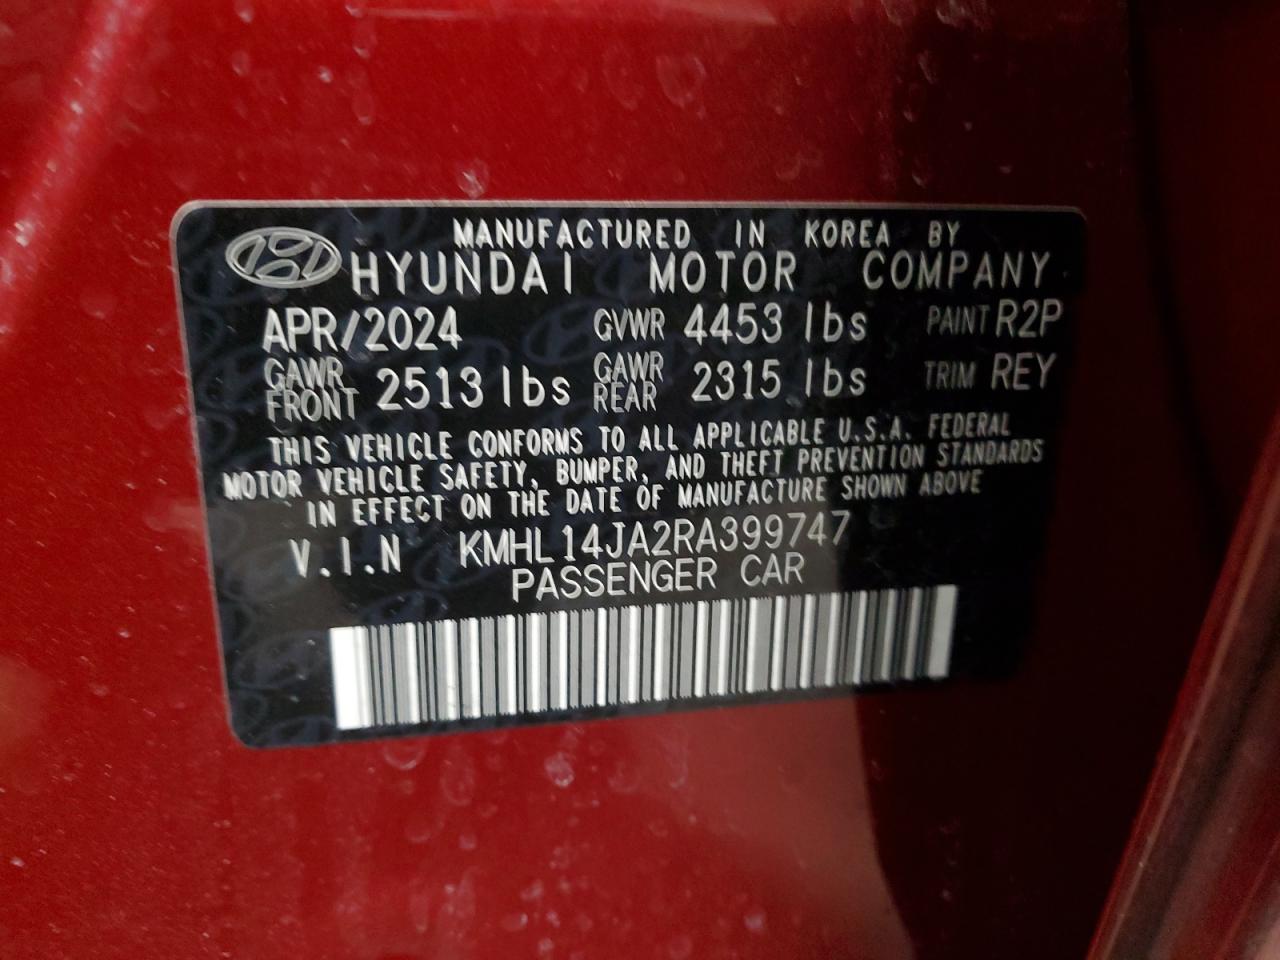 MANUFACTURED IN KOREA BY
HYUNDAI MOTOR COMPANY
APR/2024 GVWR 4453 lbs PAINT R2P
GAWR FRONT 2513 lbs GAWR REAR 2315 lbs TRIM REY
THIS VEHICLE CONFORMS TO ALL APPLICABLE U.S.A. FEDERAL
MOTOR VEHICLE SAFETY, BUMPER, AND THEFT PREVENTION STANDARDS
IN EFFECT ON THE DATE OF MANUFACTURE SHOWN ABOVE
V.I.N KMHL14JA2RA399747
PASSENGER CAR